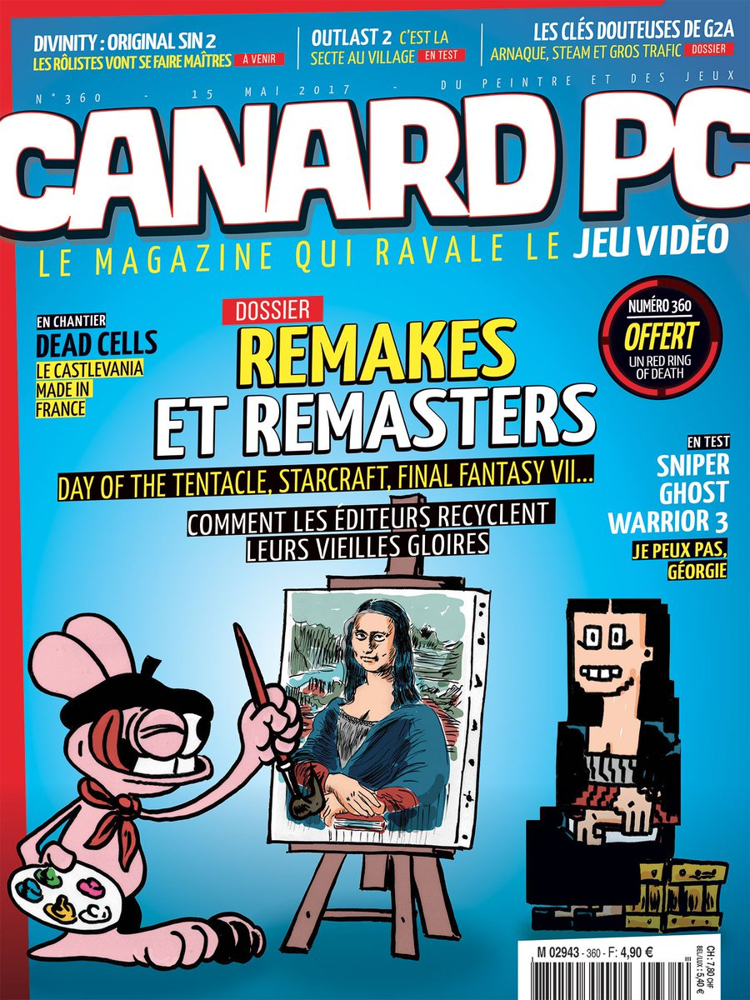 DIVINITY : ORIGINAL SIN 2
LES RÔLISTES VONT SE FAIRE MAÎTRES À VENIR
OUTLAST 2 C'EST LA
SECTE AU VILLAGE EN TEST
LES CLÉS DOUTEUSES DE G2A
ARNAQUE, STEAM ET GROS TRAFIC DOSSIER
N°360 - 15 MAI 2017 - DU PEINTRE ET DES JEUX
CANARD PC
LE MAGAZINE QUI RAVALE LE JEU VIDÉO
EN CHANTIER
DEAD CELLS
LE CASTLEVANIA
MADE IN
FRANCE
DOSSIER
REMAKES
ET REMASTERS
DAY OF THE TENTACLE, STARCRAFT, FINAL FANTASY VII...
COMMENT LES ÉDITEURS RECYCLENT
LEURS VIEILLES GLOIRES
NUMÉRO 360
OFFERT
UN RED RING
OF DEATH
EN TEST
SNIPER
GHOST
WARRIOR 3
JE PEUX PAS,
GÉORGIE
M 02943 - 360 - F: 4,90 €
CH : 7,80 CHF
BEL/LUX : 5,40 €